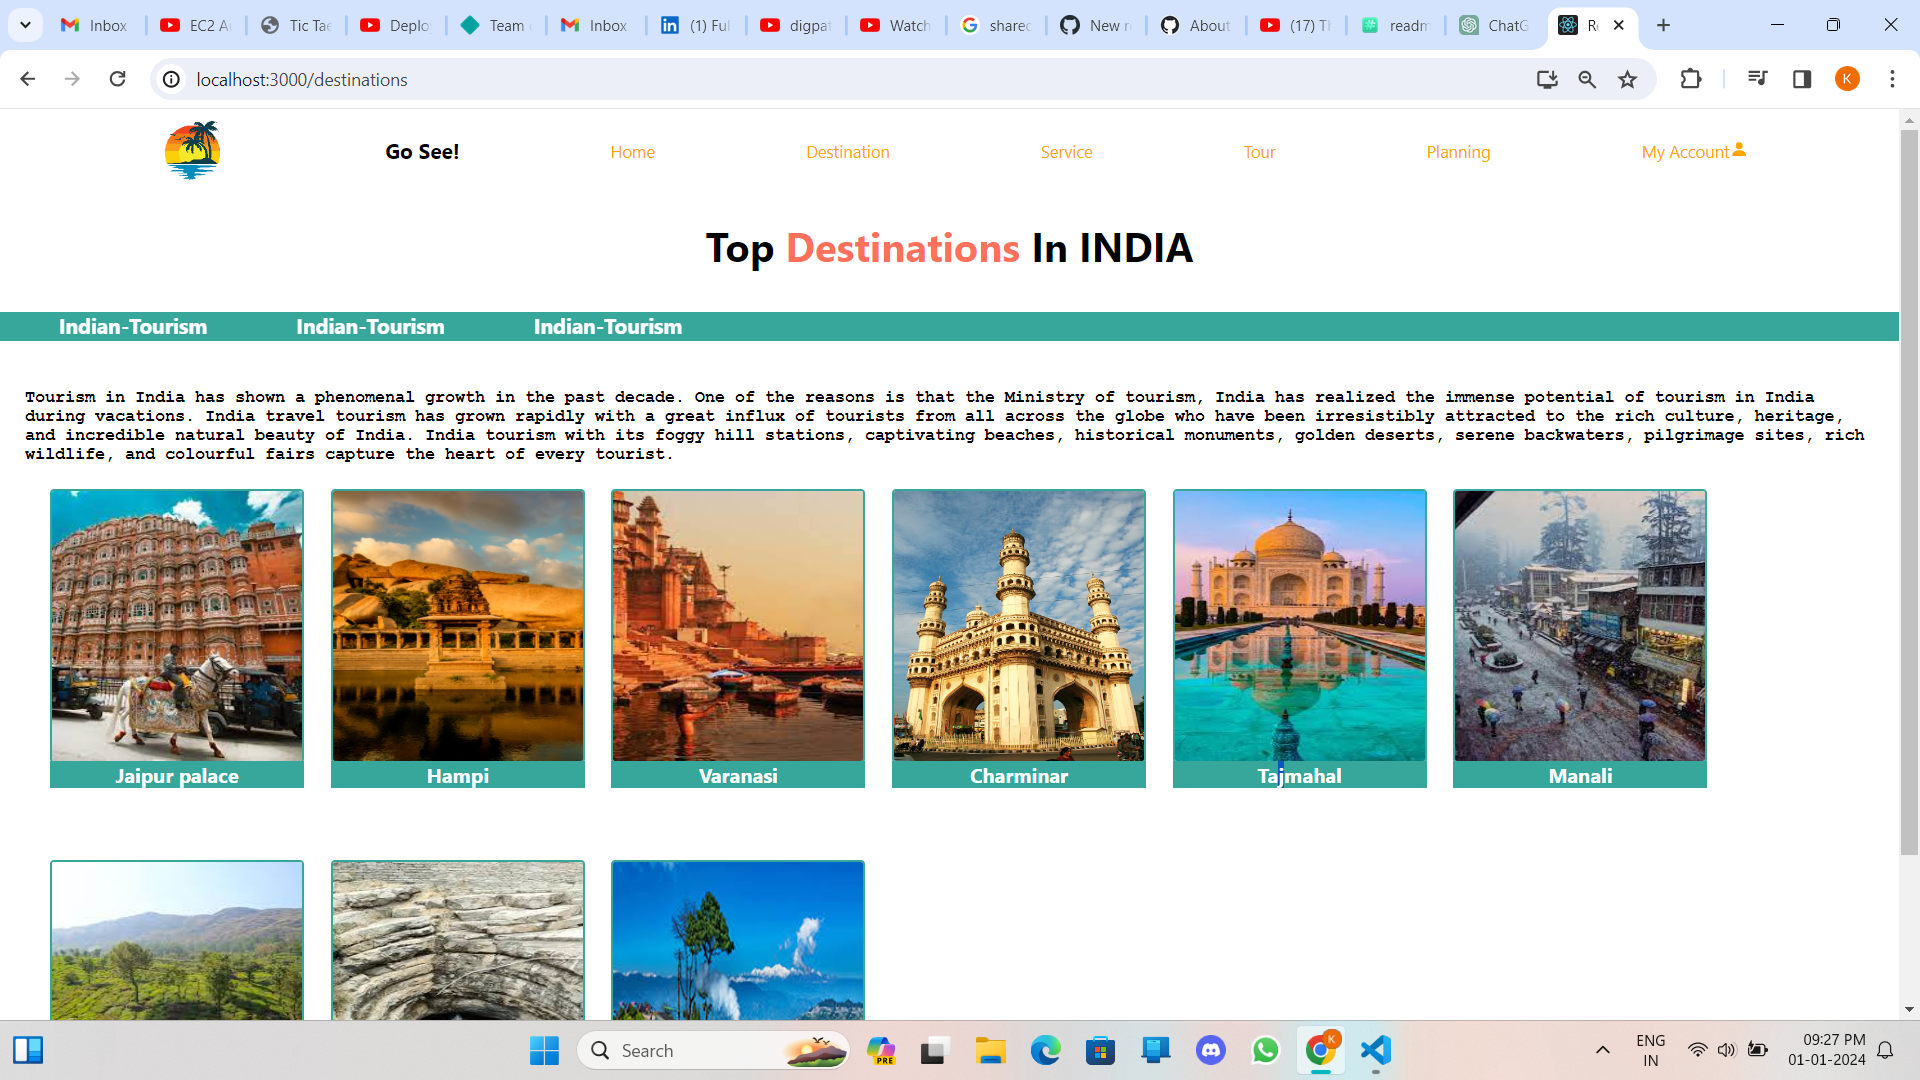 Inbox
EC2 A
Tic Tae
Deplo
Team
Inbox
(1) Ful
digpat
Watch
sharec
New r
About
(17) Tl
readm
ChatG
Re
localhost:3000/destinations
K
Go See!
Home
Destination
Service
Tour
Planning
My Account
Top Destinations In INDIA
Indian-Tourism Indian-Tourism Indian-Tourism
Tourism in India has shown a phenomenal growth in the past decade. One of the reasons is that the Ministry of tourism, India has realized the immense potential of tourism in India
during vacations. India travel tourism has grown rapidly with a great influx of tourists from all across the globe who have been irresistibly attracted to the rich culture, heritage,
and incredible natural beauty of India. India tourism with its foggy hill stations, captivating beaches, historical monuments, golden deserts, serene backwaters, pilgrimage sites, rich
wildlife, and colourful fairs capture the heart of every tourist.
Jaipur palace
Hampi
Varanasi
Charminar
Tajmahal
Manali
Search
PRE
K
ENG
IN
09:27 PM
01-01-2024